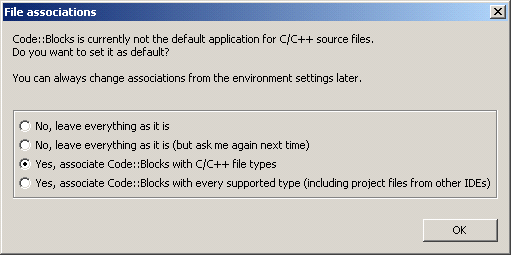 File associations
Code::Blocks is currently not the default application for C/C++ source files.
Do you want to set it as default?
You can always change associations from the environment settings later.
No, leave everything as it is
No, leave everything as it is (but ask me again next time)
Yes, associate Code::Blocks with C/C++ file types
Yes, associate Code::Blocks with every supported type (including project files from other IDEs)
OK